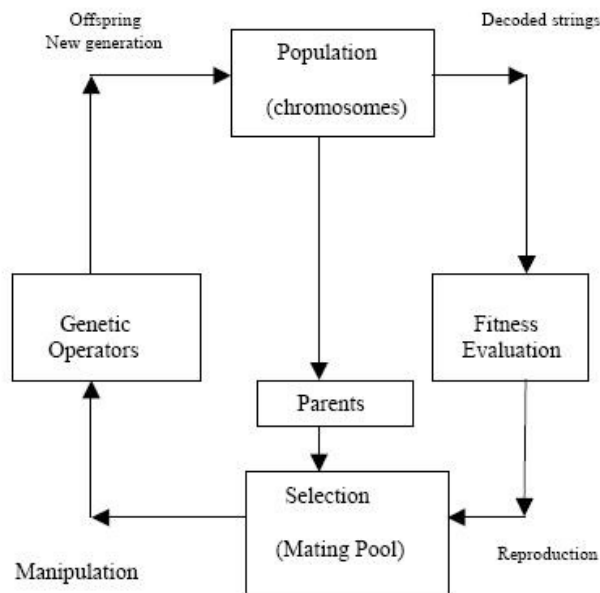 Offspring
New generation
Decoded strings
Population
(chromosomes)
Genetic
Operators
Fitness
Evaluation
Parents
Selection
(Mating Pool)
Manipulation
Reproduction